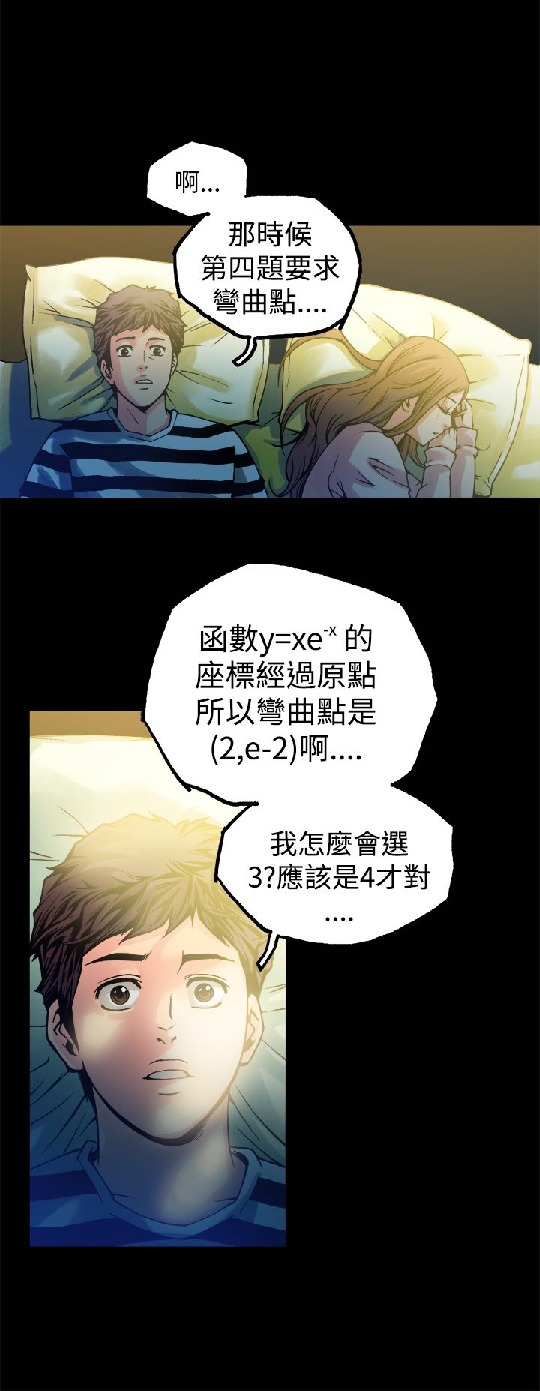 啊...
那時候
第四題要求
彎曲點....
函數y=xe⁻ˣ 的
座標經過原點
所以彎曲點是
(2,e-2)啊....
我怎麼會選
3?應該是4才對
....